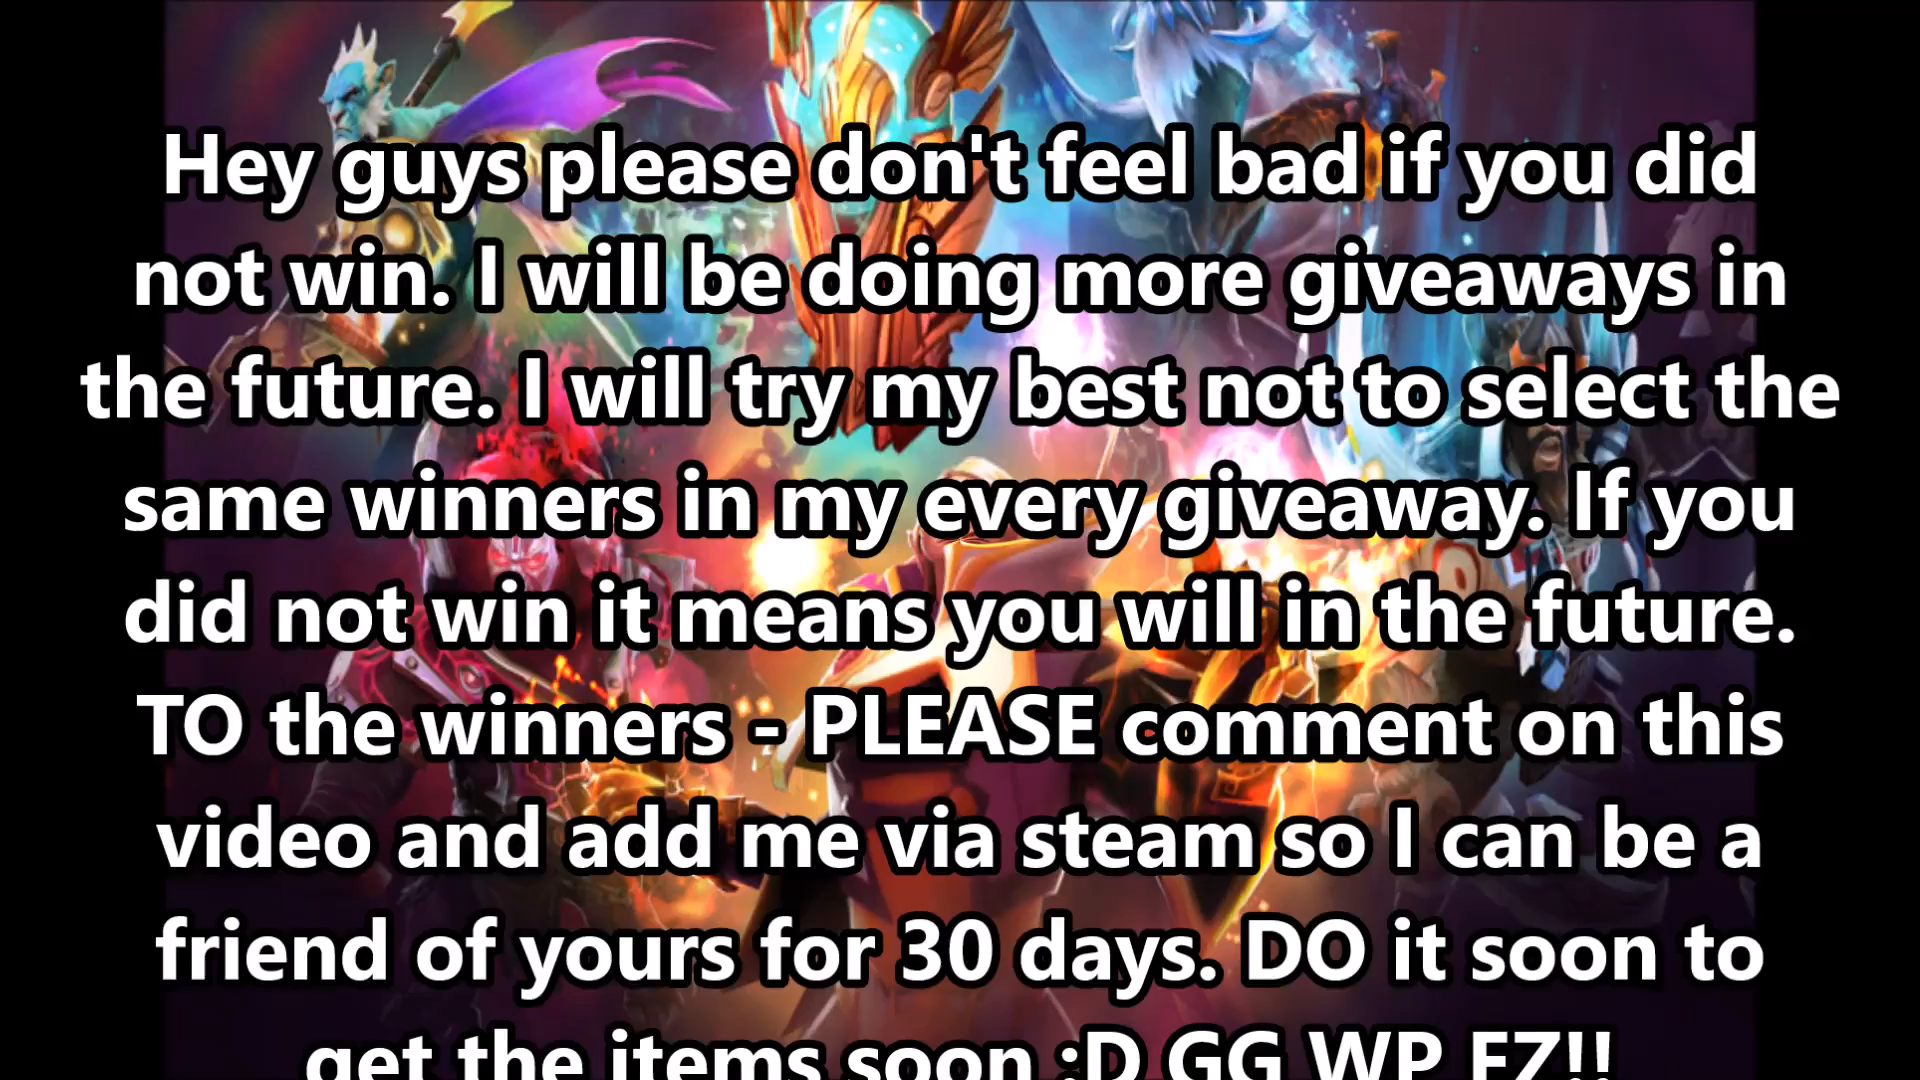 Hey guys please don't feel bad if you did
not win. I will be doing more giveaways in
the future. I will try my best not to select the
same winners in my every giveaway. If you
did not win it means you will in the future.
TO the winners - PLEASE comment on this
video and add me via steam so I can be a
friend of yours for 30 days. DO it soon to
get the items soon :D GG WP EZ!!